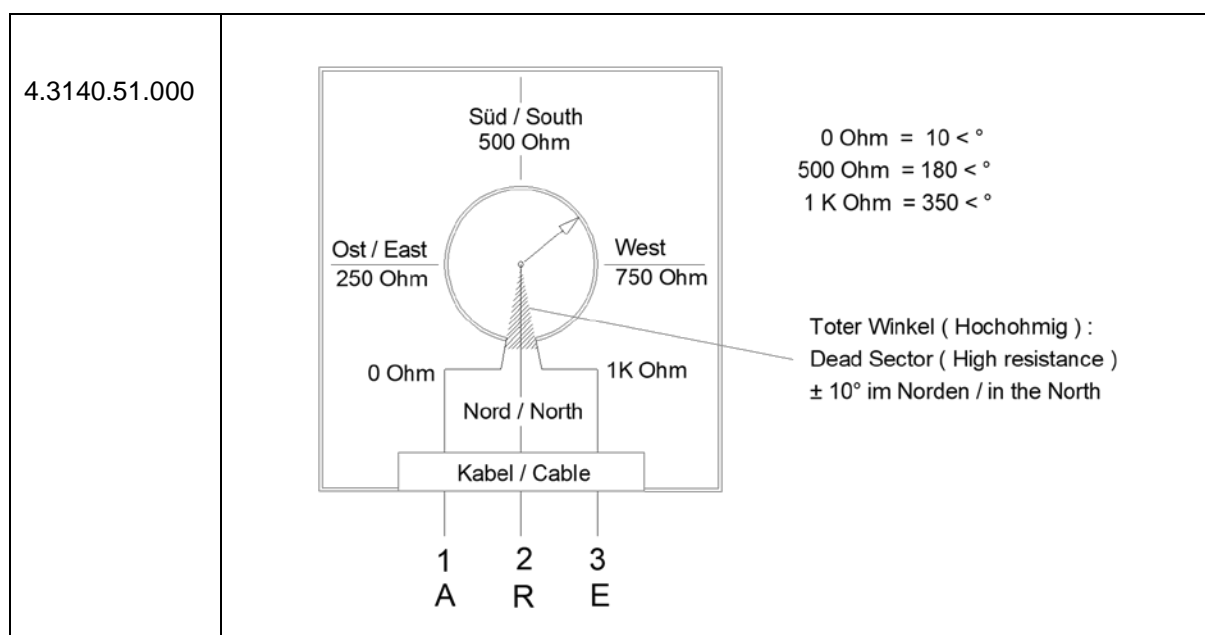 4.3140.51.000
Süd / South
500 Ohm
Ost / East
250 Ohm
West
750 Ohm
0 Ohm
1K Ohm
Nord / North
Kabel / Cable
1
2
3
A
R
E
0 Ohm = 10 < °
500 Ohm = 180 < °
1 K Ohm = 350 < °
Toter Winkel ( Hochohmig ) :
Dead Sector ( High resistance )
± 10° im Norden / in the North